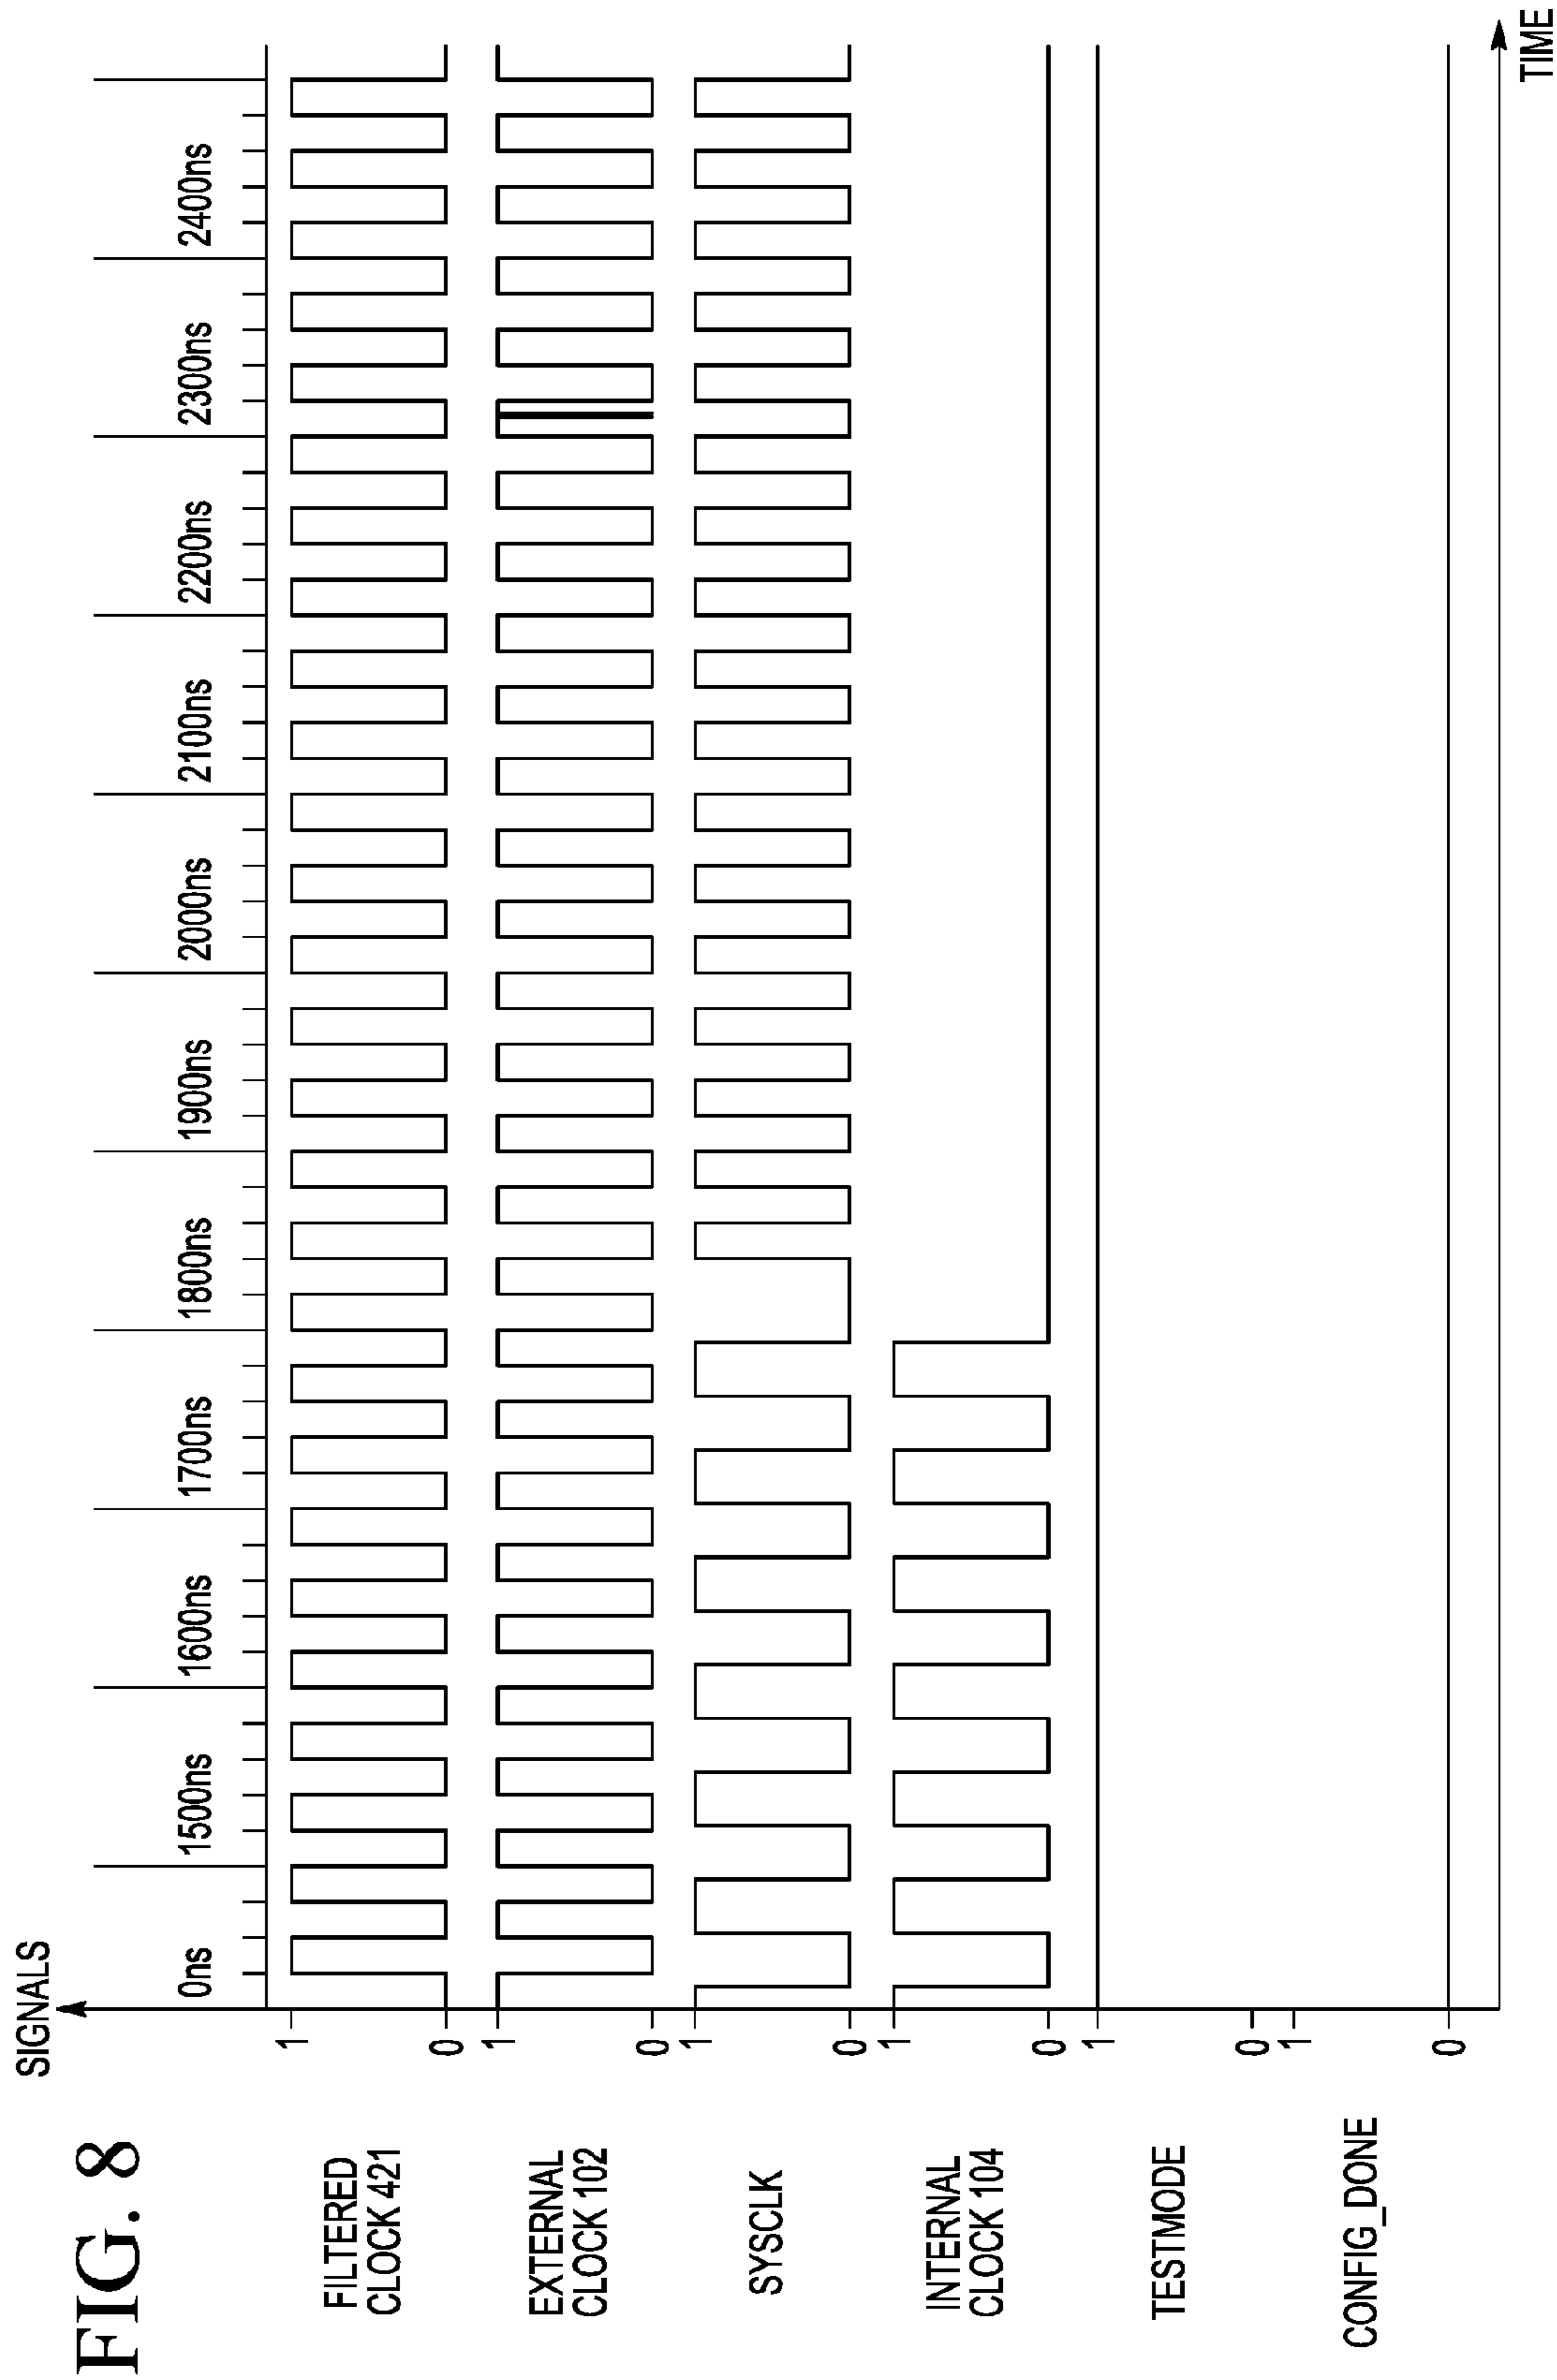 FIG. 8
SIGNALS
0ns 1500ns 1600ns 1700ns 1800ns 1900ns 2000ns 2100ns 2200ns 2300ns 2400ns
1
FILTERED
CLOCK 421
0
1
EXTERNAL
CLOCK 102
0
1
SYSCLK
0
1
INTERNAL
CLOCK 104
0
1
TESTMODE
0
1
CONFIG_DONE
0
TIME